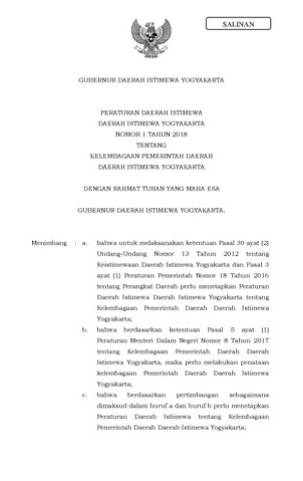 SALINAN
GUBERNUR DAERAH ISTIMEWA YOGYAKARTA
PERATURAN DAERAH ISTIMEWA
DAERAH ISTIMEWA YOGYAKARTA
NOMOR 1 TAHUN 2018
TENTANG
KELEMBAGAAN PEMERINTAH DAERAH
DAERAH ISTIMEWA YOGYAKARTA
DENGAN RAHMAT TUHAN YANG MAHA ESA
GUBERNUR DAERAH ISTIMEWA YOGYAKARTA,
Menimbang : a. bahwa untuk melaksanakan ketentuan Pasal 30 ayat (2)
Undang-Undang Nomor 13 Tahun 2012 tentang
Keistimewaan Daerah Istimewa Yogyakarta dan Pasal 3
ayat (1) Peraturan Pemerintah Nomor 18 Tahun 2016
tentang Perangkat Daerah perlu menetapkan Peraturan
Daerah Istimewa Daerah Istimewa Yogyakarta tentang
Kelembagaan Pemerintah Daerah Daerah Istimewa
Yogyakarta;
b. bahwa berdasarkan ketentuan Pasal 5 ayat (1)
Peraturan Menteri Dalam Negeri Nomor 8 Tahun 2017
tentang Kelembagaan Pemerintah Daerah Daerah
Istimewa Yogyakarta, maka perlu melakukan penataan
kelembagaan Pemerintah Daerah Daerah Istimewa
Yogyakarta;
c. bahwa berdasarkan pertimbangan sebagaimana
dimaksud dalam huruf a dan huruf b perlu menetapkan
Peraturan Daerah Istimewa tentang Kelembagaan
Pemerintah Daerah Daerah Istimewa Yogyakarta;